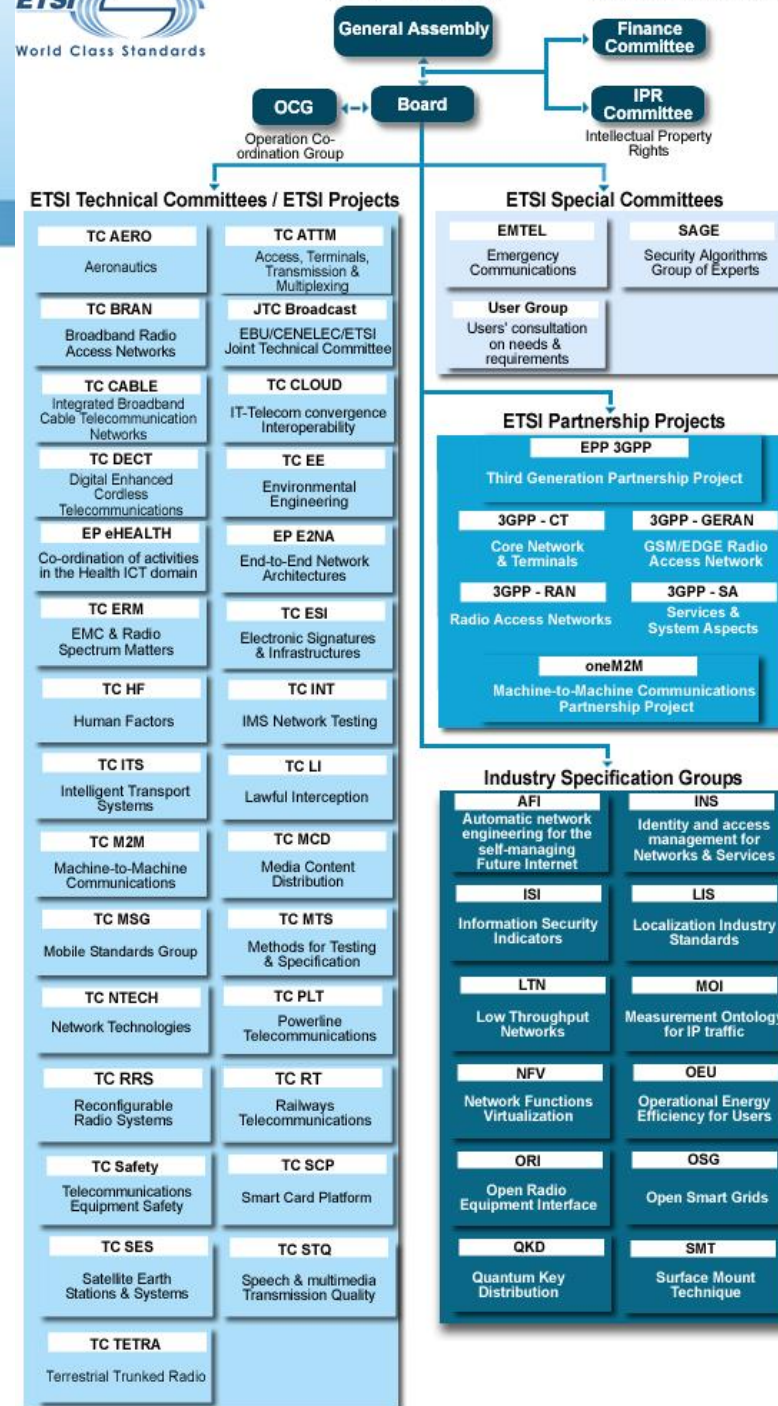 ETSI
World Class Standards
General Assembly
Finance
Committee
OCG
Board
IPR
Committee
Operation Co-
ordination Group
Intellectual Property
Rights
ETSI Technical Committees / ETSI Projects
TC AERO
Aeronautics
TC ATTM
Access, Terminals,
Transmission &
Multiplexing
TC BRAN
Broadband Radio
Access Networks
JTC Broadcast
EBU/CENELEC/ETSI
Joint Technical Committee
TC CABLE
Integrated Broadband
Cable Telecommunication
Networks
TC CLOUD
IT-Telecom convergence
Interoperability
TC DECT
Digital Enhanced
Cordless
Telecommunications
TC EE
Environmental
Engineering
EP eHEALTH
Co-ordination of activities
in the Health ICT domain
EP E2NA
End-to-End Network
Architectures
TC ERM
EMC & Radio
Spectrum Matters
TC ESI
Electronic Signatures
& Infrastructures
TC HF
Human Factors
TC INT
IMS Network Testing
TC ITS
Intelligent Transport
Systems
TC LI
Lawful Interception
TC M2M
Machine-to-Machine
Communications
TC MCD
Media Content
Distribution
TC MSG
Mobile Standards Group
TC MTS
Methods for Testing
& Specification
TC NTECH
Network Technologies
TC PLT
Powerline
Telecommunications
TC RRS
Reconfigurable
Radio Systems
TC RT
Railways
Telecommunications
TC Safety
Telecommunications
Equipment Safety
TC SCP
Smart Card Platform
TC SES
Satellite Earth
Stations & Systems
TC STQ
Speech & multimedia
Transmission Quality
TC TETRA
Terrestrial Trunked Radio
ETSI Special Committees
EMTEL
Emergency
Communications
SAGE
Security Algorithms
Group of Experts
User Group
Users' consultation
on needs &
requirements
ETSI Partnership Projects
EPP 3GPP
Third Generation Partnership Project
3GPP - CT
Core Network
& Terminals
3GPP - GERAN
GSM/EDGE Radio
Access Network
3GPP - RAN
Radio Access Networks
3GPP - SA
Services &
System Aspects
oneM2M
Machine-to-Machine Communications
Partnership Project
Industry Specification Groups
AFI
Automatic network
engineering for the
self-managing
Future Internet
INS
Identity and access
management for
Networks & Services
ISI
Information Security
Indicators
LIS
Localization Industry
Standards
LTN
Low Throughput
Networks
MOI
Measurement Ontology
for IP traffic
NFV
Network Functions
Virtualization
OEU
Operational Energy
Efficiency for Users
ORI
Open Radio
Equipment Interface
OSG
Open Smart Grids
QKD
Quantum Key
Distribution
SMT
Surface Mount
Technique